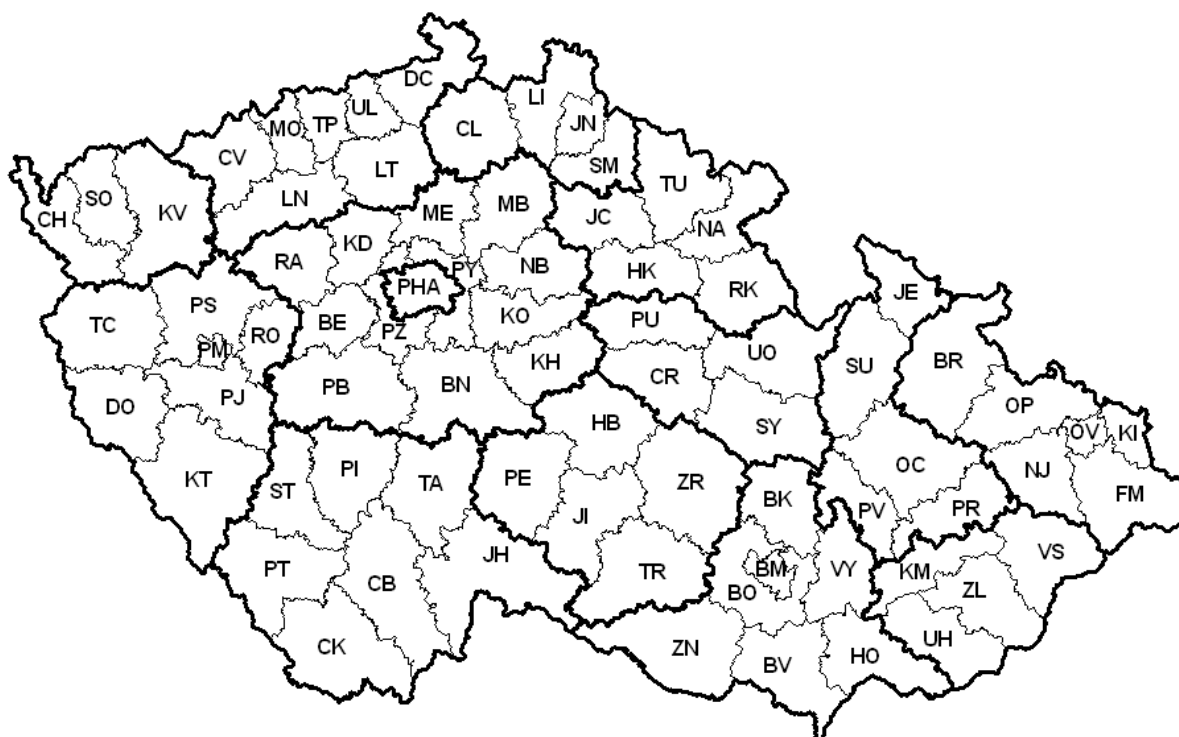 DC
LI
UL
MO
TP
CL
JN
CV
LT
SM
TU
SO
CH
KV
LN
ME
MB
JC
NA
KD
RA
PY
NB
HK
PHA
RK
JE
PS
TC
RO
BE
PZ
KO
PU
UO
PM
BR
KH
CR
SU
PJ
PB
BN
DO
OP
HB
SY
OV
KI
KT
ST
PI
TA
PE
ZR
OC
NJ
FM
BK
JI
PV
PR
JH
VS
PT
CB
TR
BM
VY
KM
BO
ZL
CK
ZN
UH
BV
HO